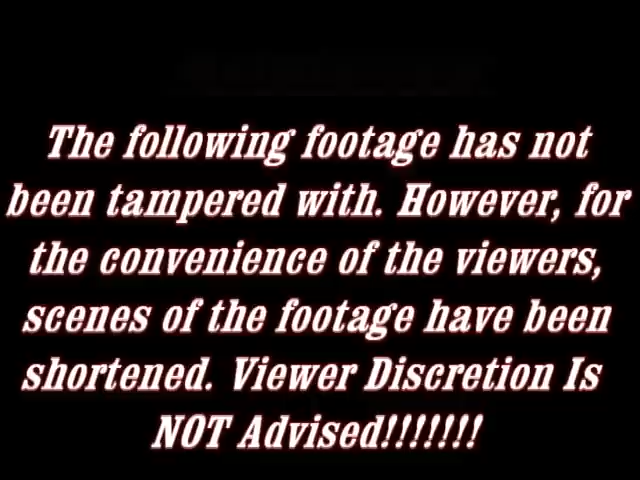 The following footage has not
been tampered with. However, for
the convenience of the viewers,
scenes of the footage have been
shortened. Viewer Discretion Is
NOT Advised!!!!!!!